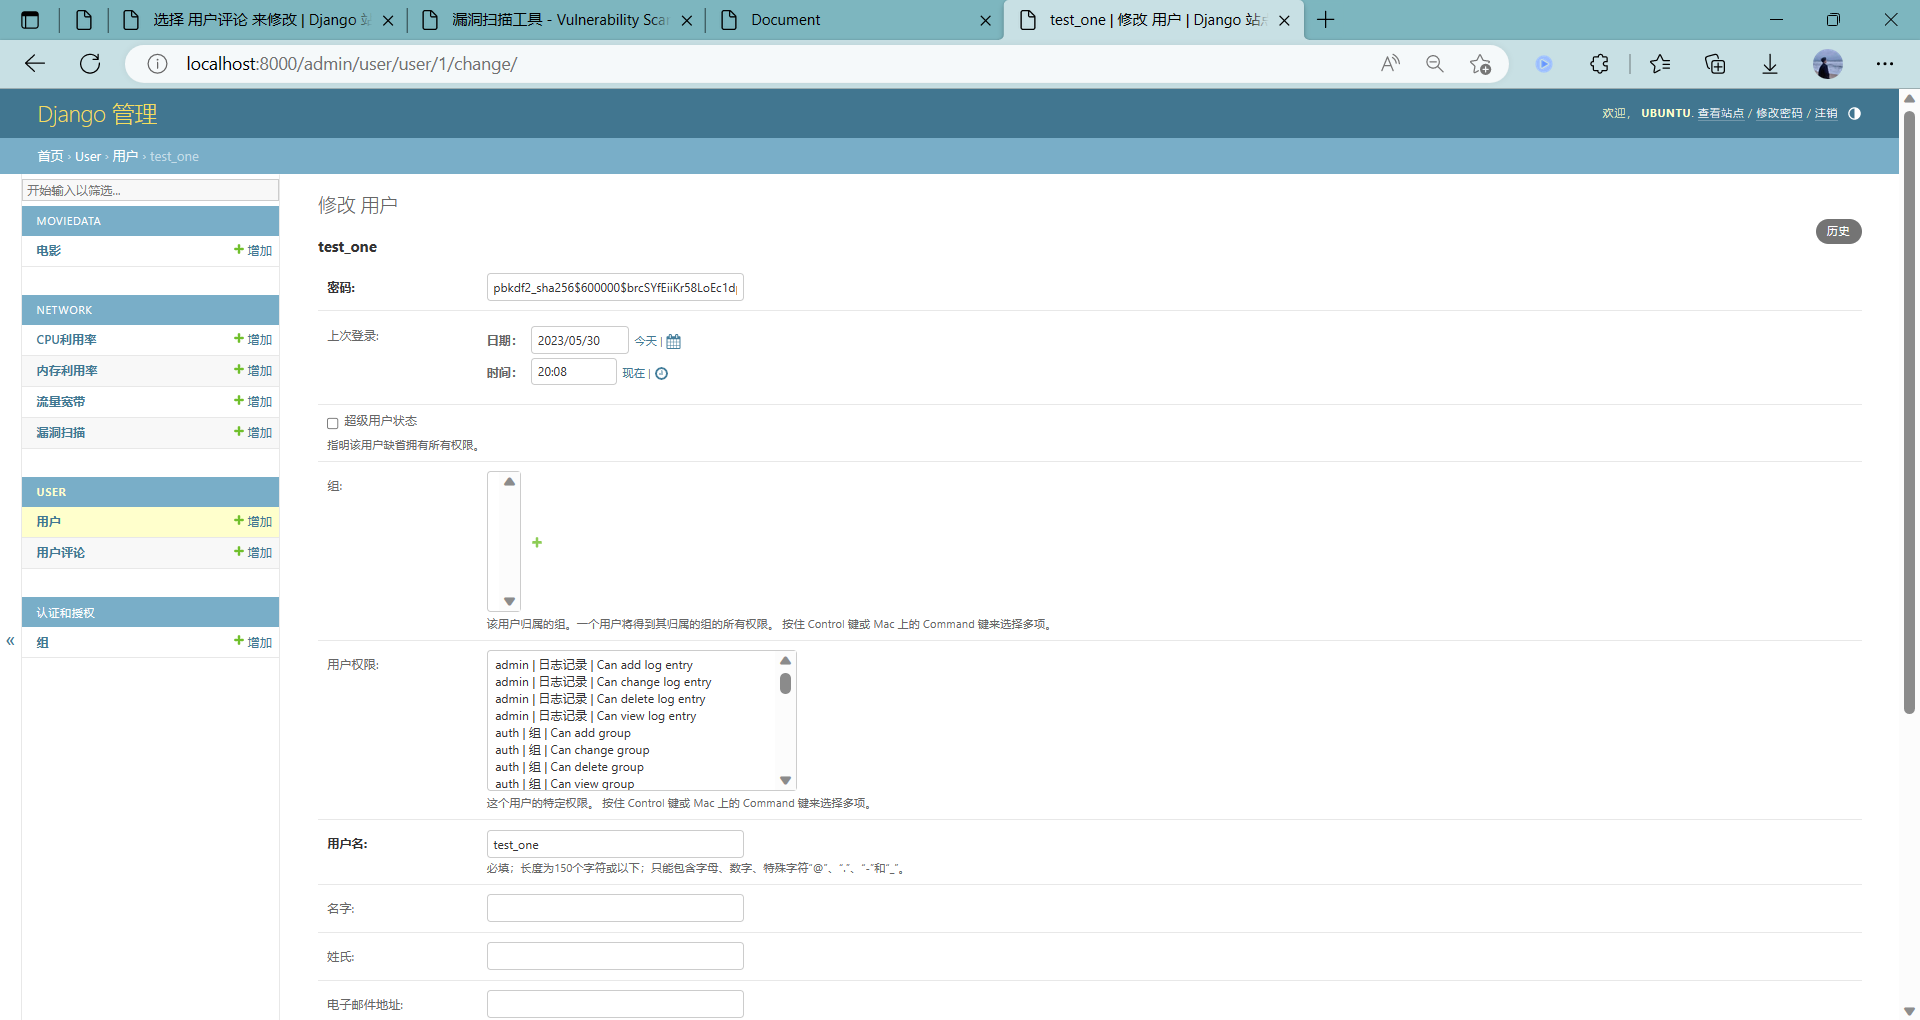 选择 用户评论 来修改 | Django 站
漏洞扫描工具 - Vulnerability Scan
Document
test_one | 修改 用户 | Django 站点
localhost:8000/admin/user/user/1/change/
Django 管理
欢迎， UBUNTU. 查看站点 / 修改密码 / 注销
首页 › User › 用户 › test_one
开始输入以筛选...
MOVIEDATA
电影 + 增加
NETWORK
CPU利用率 + 增加
内存利用率 + 增加
流量宽带 + 增加
漏洞扫描 + 增加
USER
用户 + 增加
用户评论 + 增加
认证和授权
组 + 增加
«
修改 用户
历史
test_one
密码: pbkdf2_sha256$600000$brcSYfEiiKr58LoEc1d
上次登录:
日期： 2023/05/30 今天 |
时间： 20:08 现在 |
超级用户状态
指明该用户缺省拥有所有权限。
组:
+
该用户归属的组。一个用户将得到其归属的组的所有权限。 按住 Control 键或 Mac 上的 Command 键来选择多项。
用户权限:
admin | 日志记录 | Can add log entry
admin | 日志记录 | Can change log entry
admin | 日志记录 | Can delete log entry
admin | 日志记录 | Can view log entry
auth | 组 | Can add group
auth | 组 | Can change group
auth | 组 | Can delete group
auth | 组 | Can view group
这个用户的特定权限。 按住 Control 键或 Mac 上的 Command 键来选择多项。
用户名: test_one
必填；长度为150个字符或以下；只能包含字母、数字、特殊字符“@”、“.”、“-”和“_”。
名字:
姓氏:
电子邮件地址: